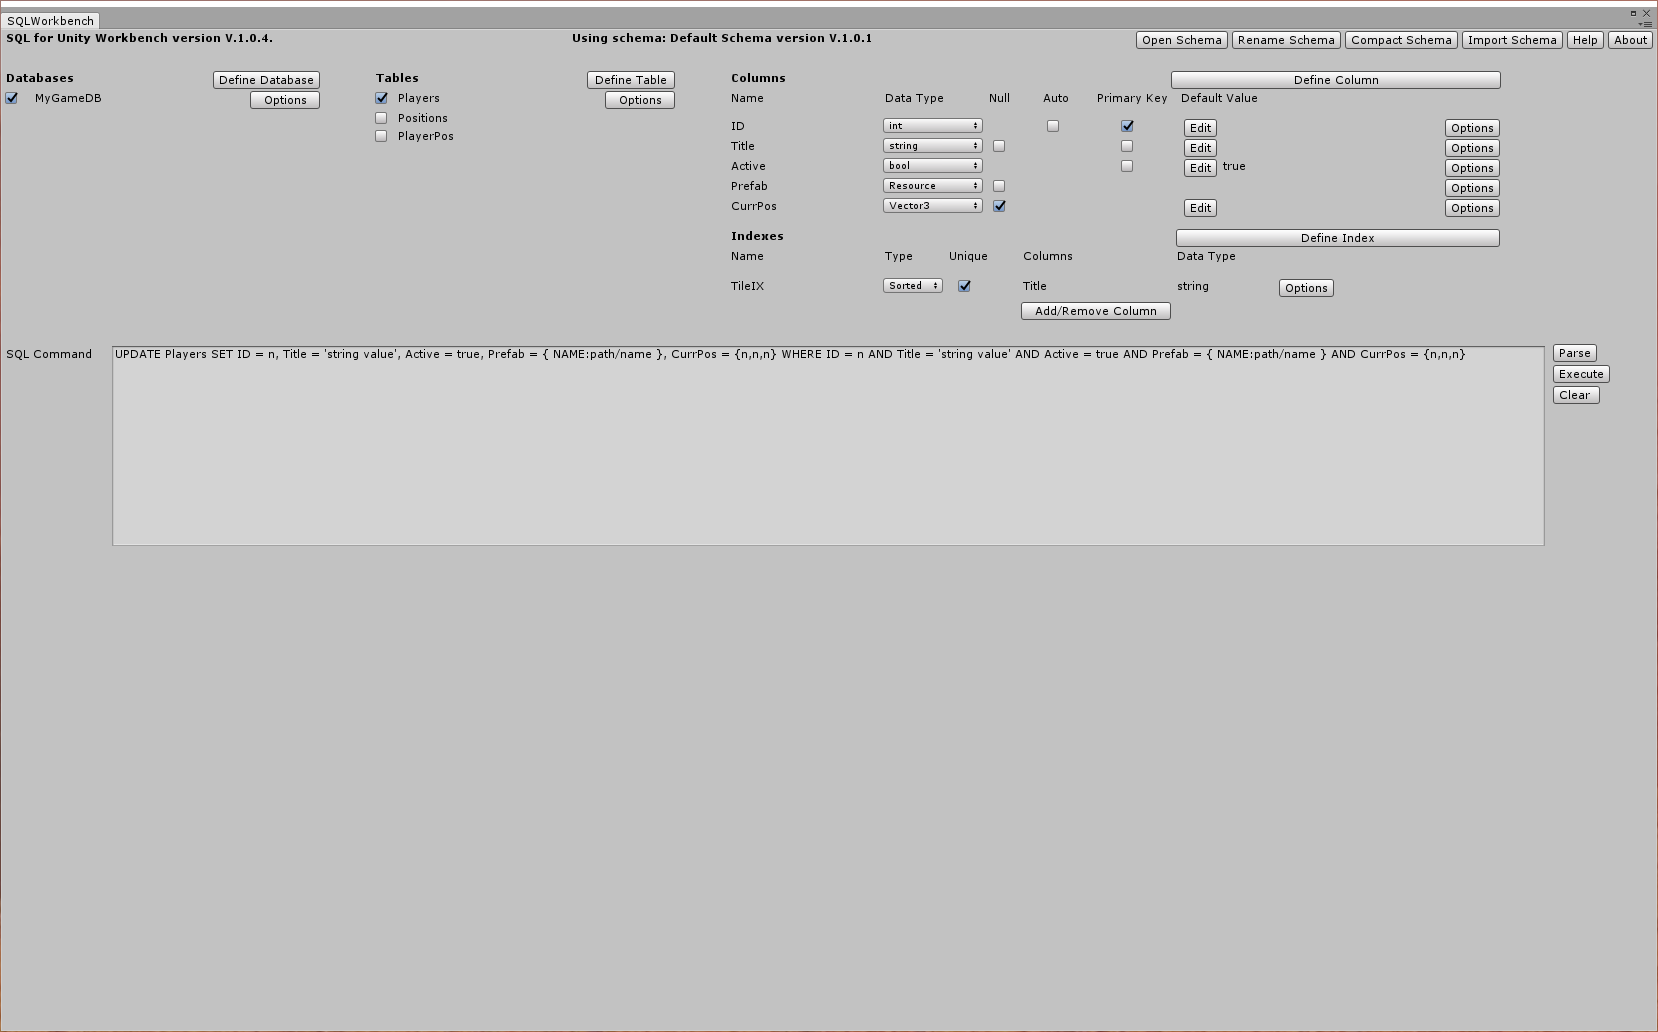 SQLWorkbench
SQL for Unity Workbench version V.1.0.4. Using schema: Default Schema version V.1.0.1 Open Schema Rename Schema Compact Schema Import Schema Help About
Databases Define Database Tables Define Table Columns Define Column
MyGameDB Options Players Options Name Data Type Null Auto Primary Key Default Value
Positions
PlayerPos
ID int Edit Options
Title string Edit Options
Active bool Edit true Options
Prefab Resource Options
CurrPos Vector3 Edit Options
Indexes Define Index
Name Type Unique Columns Data Type
TileIX Sorted Title string Options
Add/Remove Column
SQL Command UPDATE Players SET ID = n, Title = 'string value', Active = true, Prefab = { NAME:path/name }, CurrPos = {n,n,n} WHERE ID = n AND Title = 'string value' AND Active = true AND Prefab = { NAME:path/name } AND CurrPos = {n,n,n} Parse
Execute
Clear